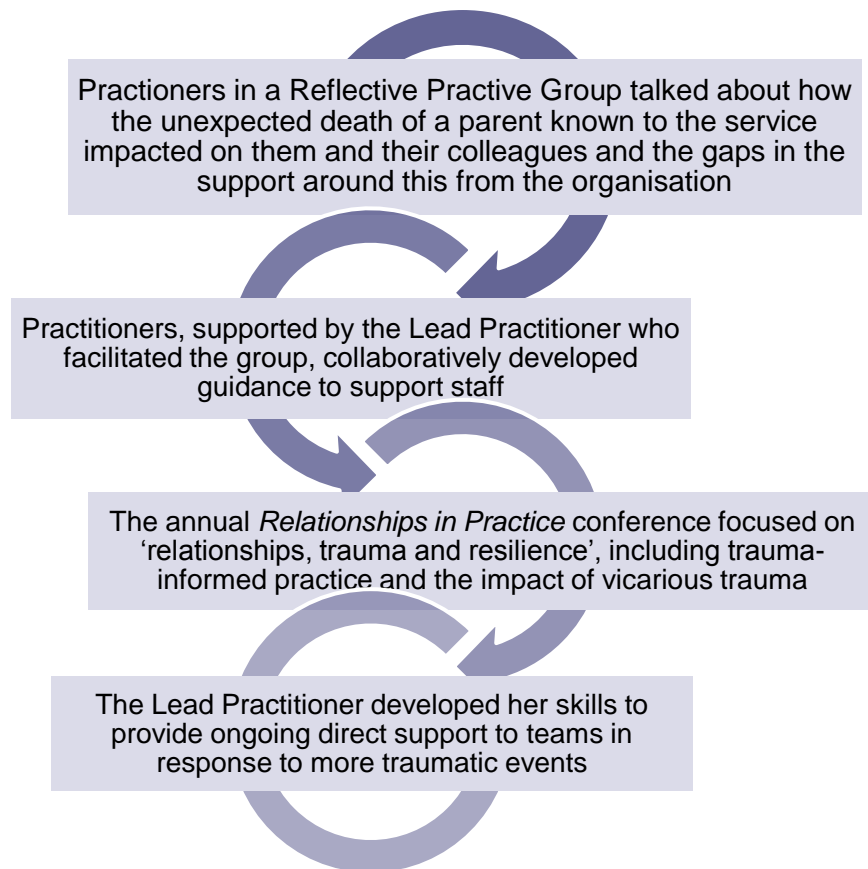 Practioners in a Reflective Practive Group talked about how
the unexpected death of a parent known to the service
impacted on them and their colleagues and the gaps in the
support around this from the organisation
Practitioners, supported by the Lead Practitioner who
facilitated the group, collaboratively developed
guidance to support staff
The annual Relationships in Practice conference focused on
‘relationships, trauma and resilience’, including trauma-
informed practice and the impact of vicarious trauma
The Lead Practitioner developed her skills to
provide ongoing direct support to teams in
response to more traumatic events